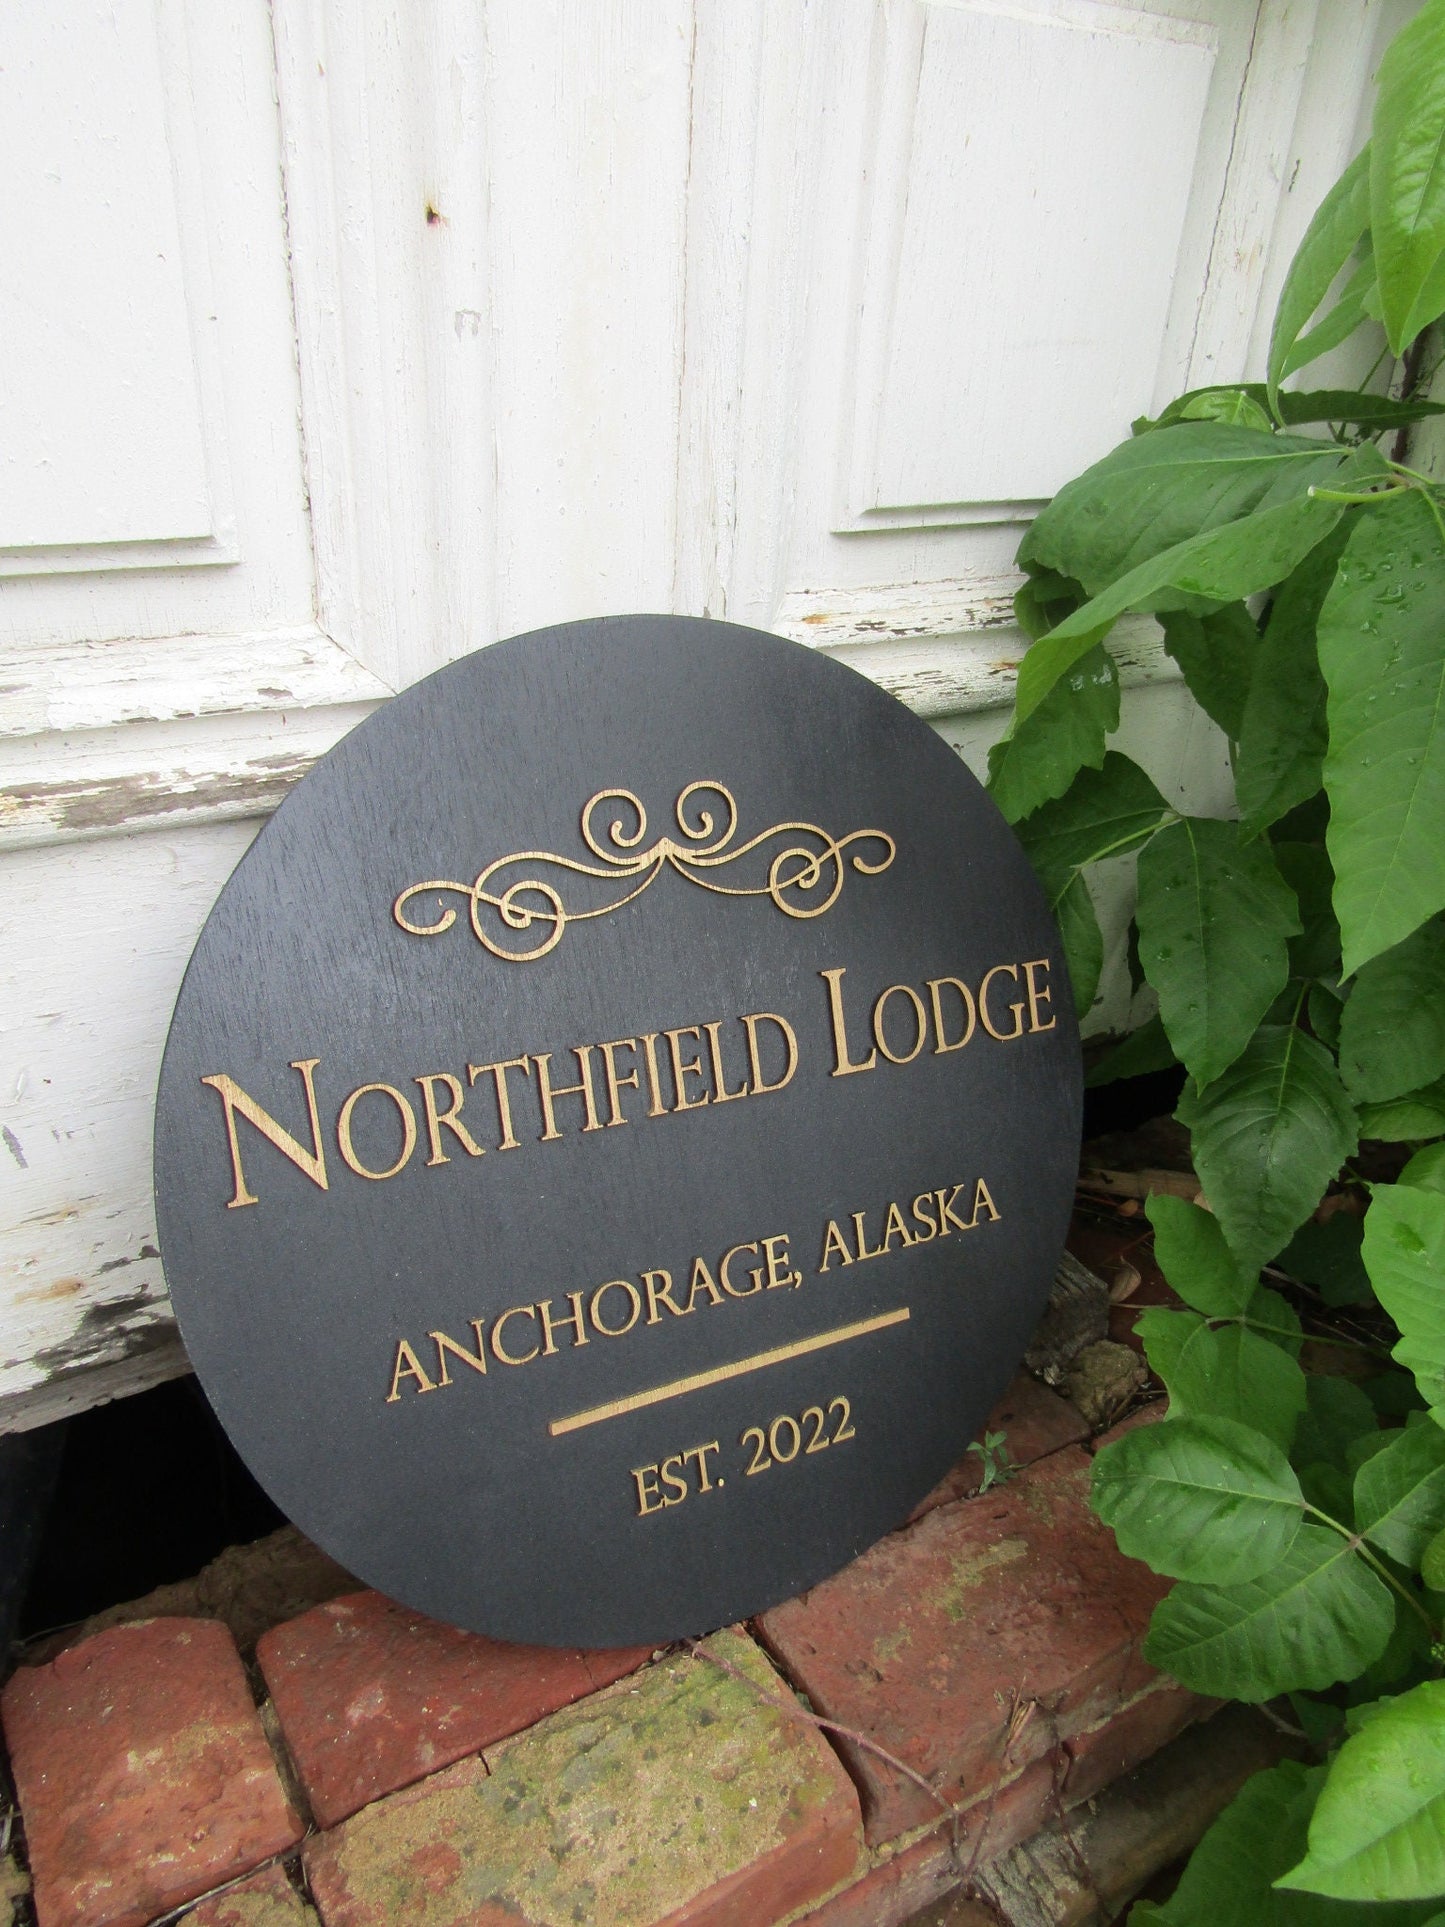 Northfield Lodge
ANCHORAGE, ALASKA
EST. 2022